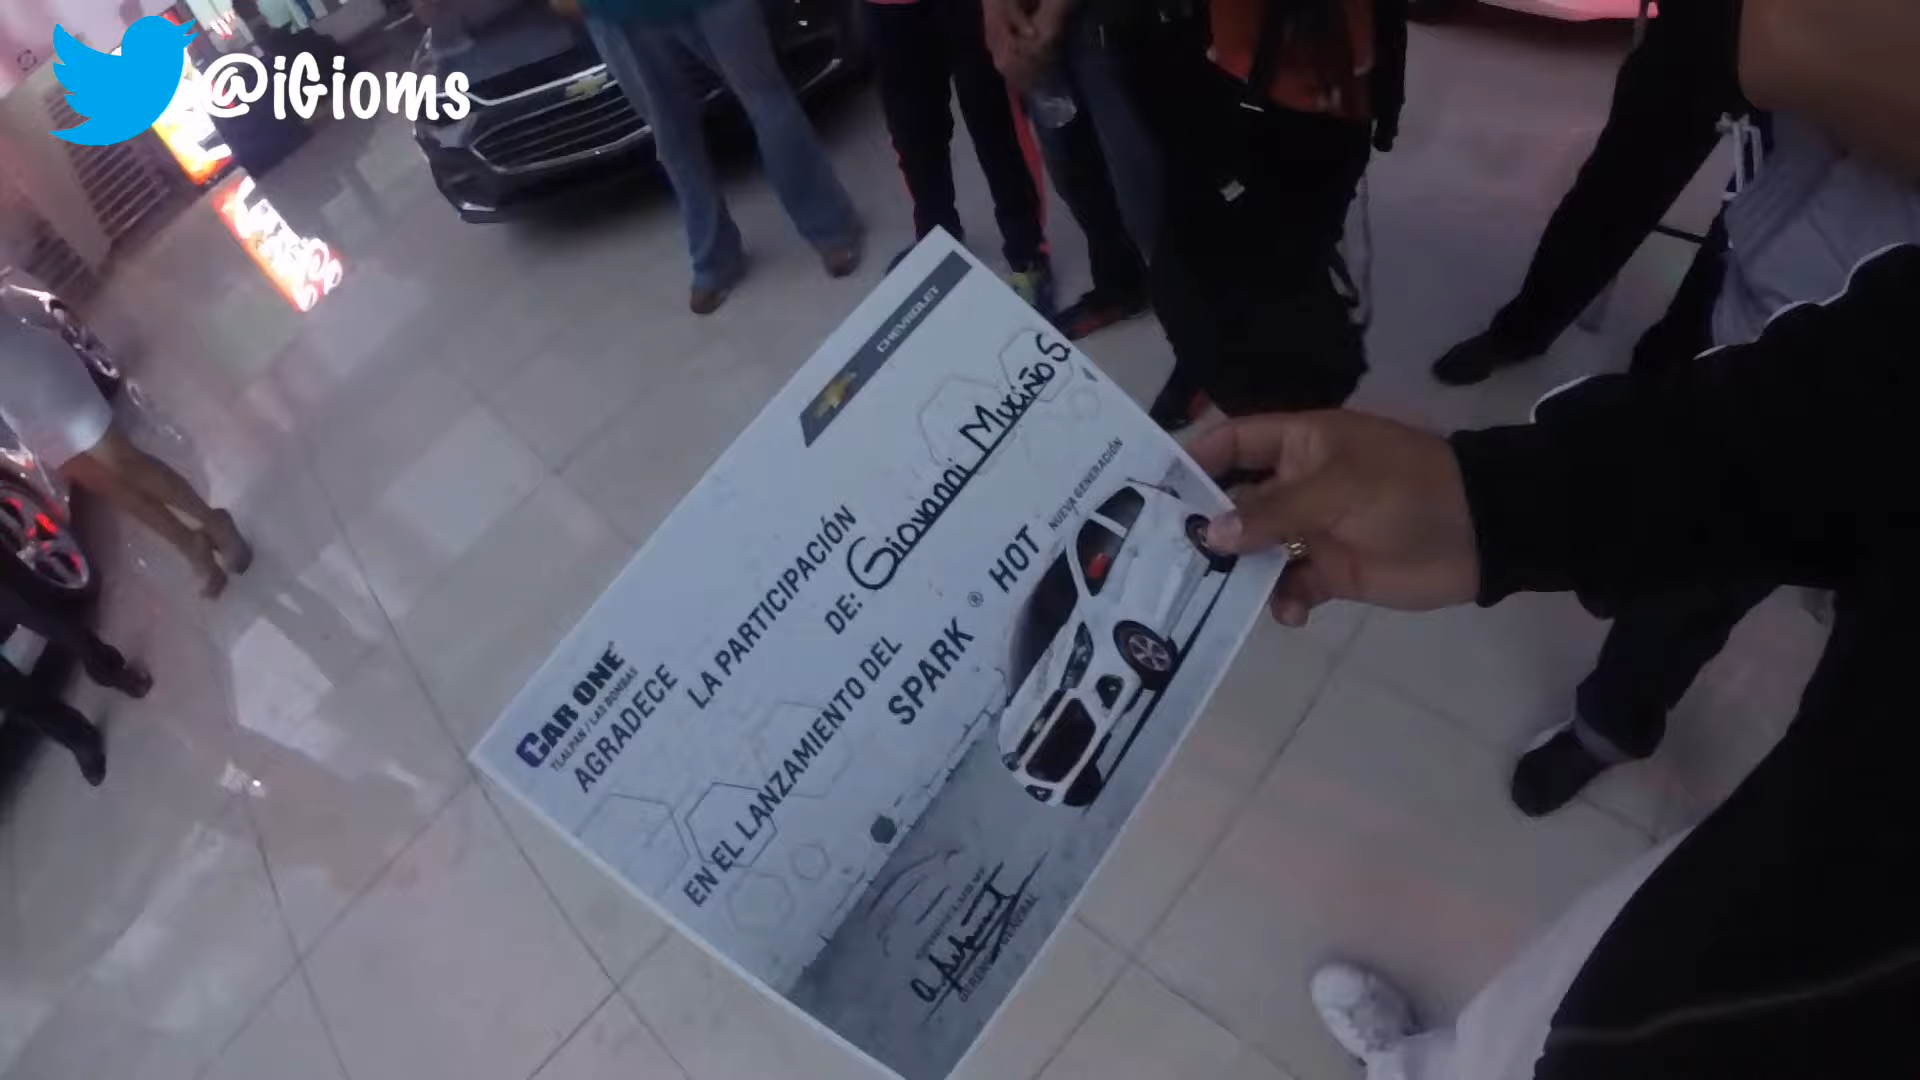 @iGioms
CHEVROLET
CAR ONE
TLALPAN / LAS BOMBAS
AGRADECE
LA PARTICIPACIÓN
DE: Giovanni Muciño S.
EN EL LANZAMIENTO DEL
SPARK ® HOT
NUEVA GENERACIÓN
GERENTE GENERAL